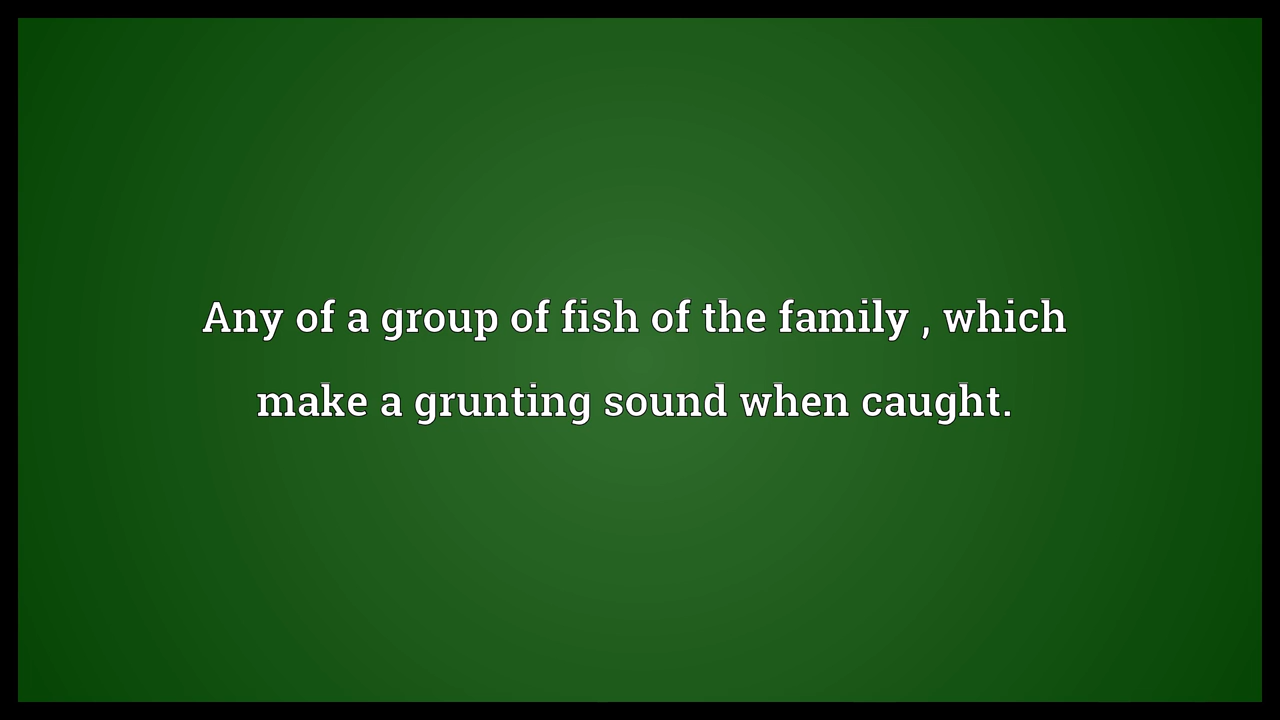 Any of a group of fish of the family , which
make a grunting sound when caught.